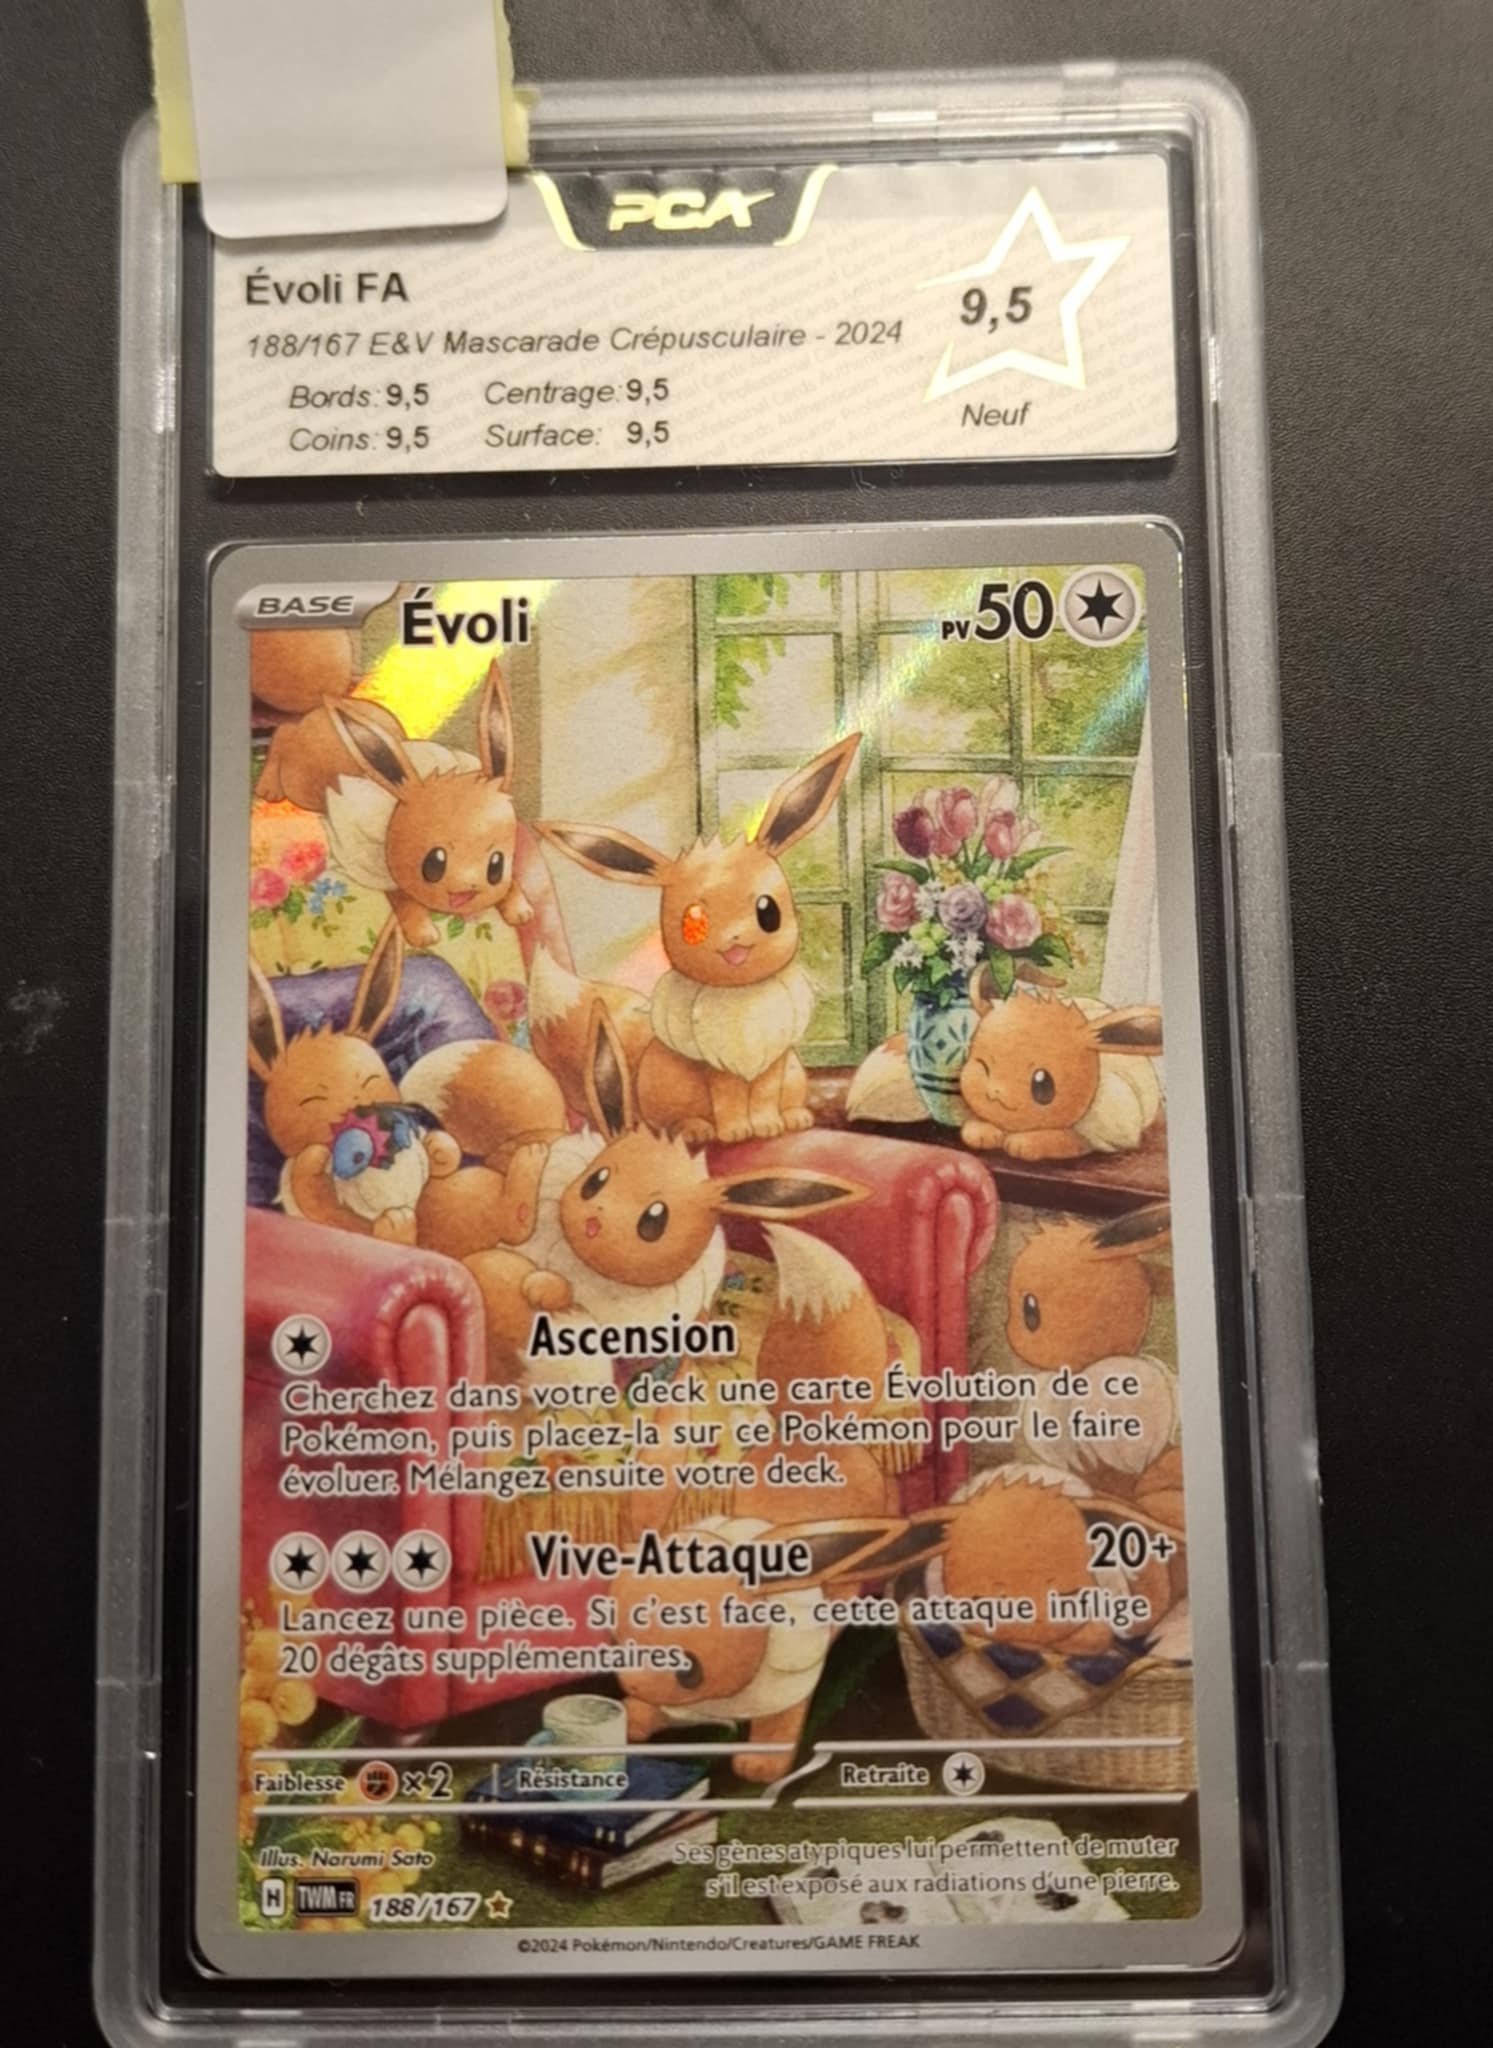 PCA
Évoli FA
9,5
188/167 E&V Mascarade Crépusculaire - 2024
Bords: 9,5 Centrage: 9,5
Coins: 9,5 Surface: 9,5
Neuf
BASE Évoli PV 50
Ascension
Cherchez dans votre deck une carte Évolution de ce
Pokémon, puis placez-la sur ce Pokémon pour le faire
évoluer. Mélangez ensuite votre deck.
Vive-Attaque 20+
Lancez une pièce. Si c'est face, cette attaque inflige
20 dégâts supplémentaires.
Faiblesse ×2 Résistance Retraite
Illus. Narumi Sato
Ses gènes atypiques lui permettent de muter
s'il est exposé aux radiations d'une pierre.
H TWM FR 188/167
©2024 Pokémon/Nintendo/Creatures/GAME FREAK